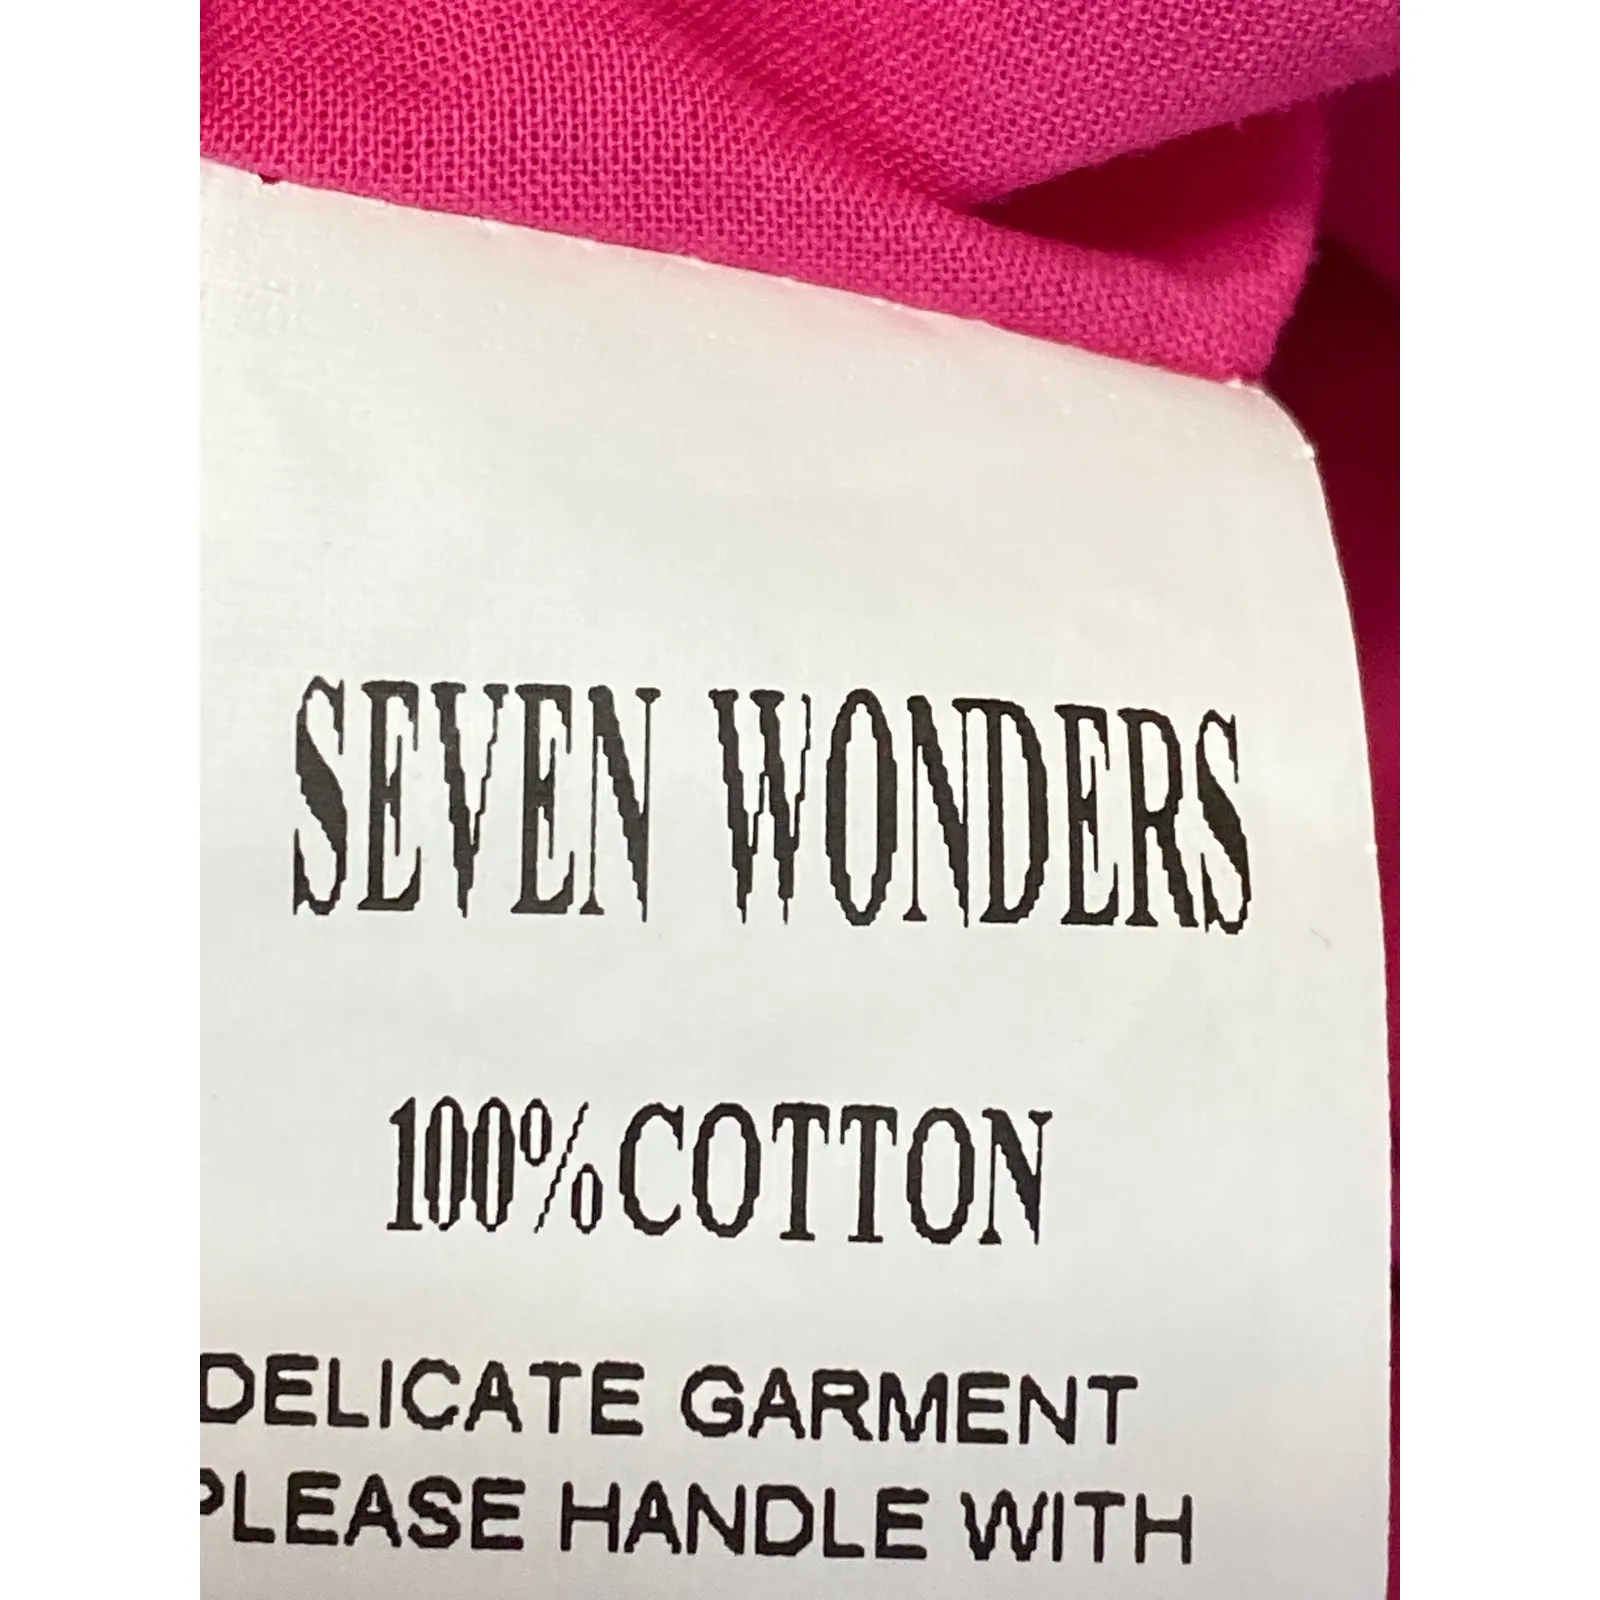 SEVEN WONDERS
100%COTTON
DELICATE GARMENT
PLEASE HANDLE WITH